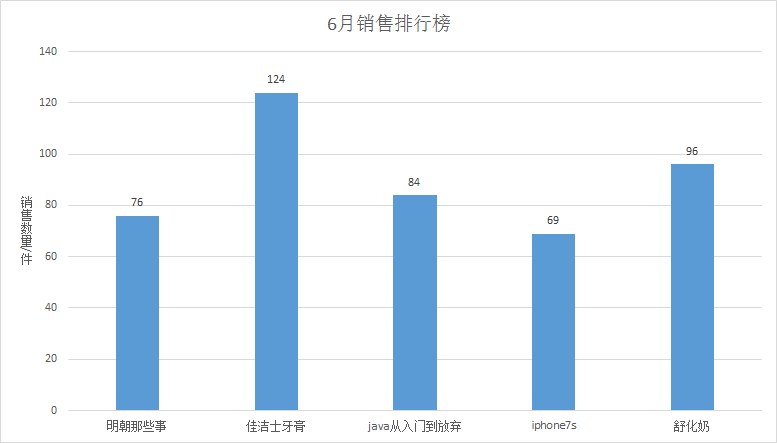 6月销售排行榜
销售数量/件
140
120
100
80
60
40
20
0
76
124
84
69
96
明朝那些事
佳洁士牙膏
java从入门到放弃
iphone7s
舒化奶